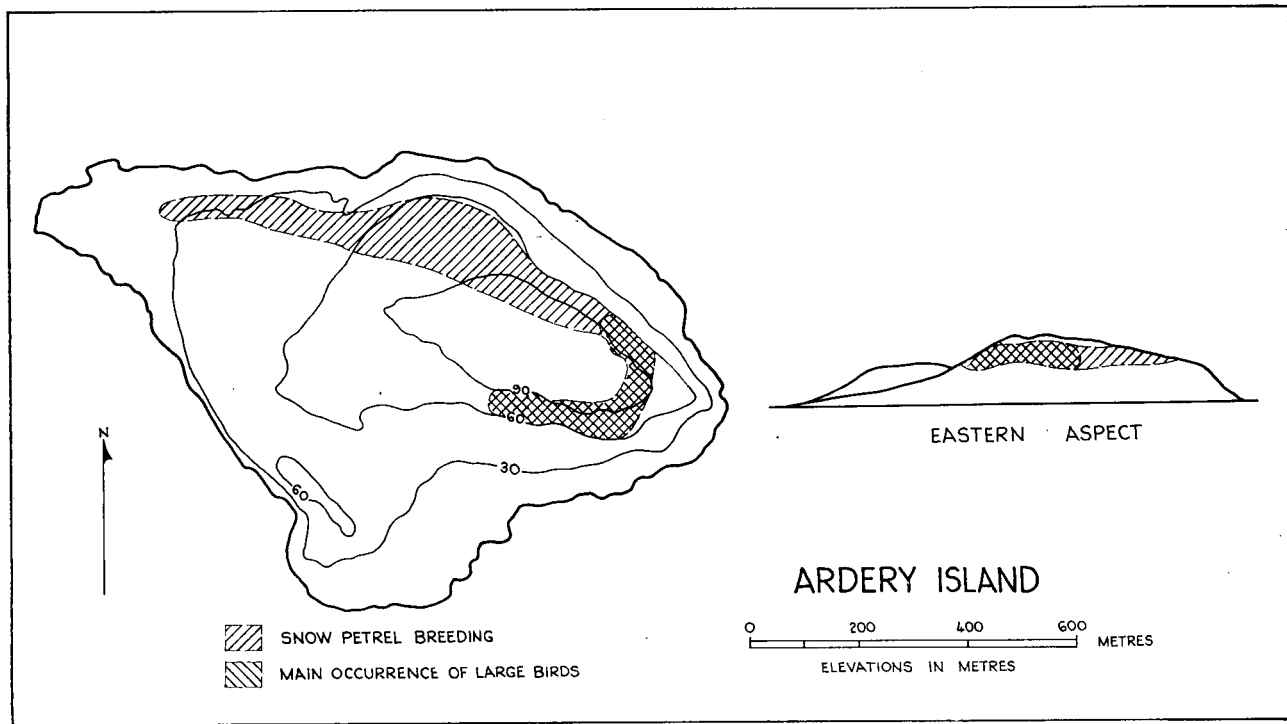 90
60
N
30
60
EASTERN ASPECT
ARDERY ISLAND
SNOW PETREL BREEDING
MAIN OCCURRENCE OF LARGE BIRDS
0 200 400 600
METRES
ELEVATIONS IN METRES